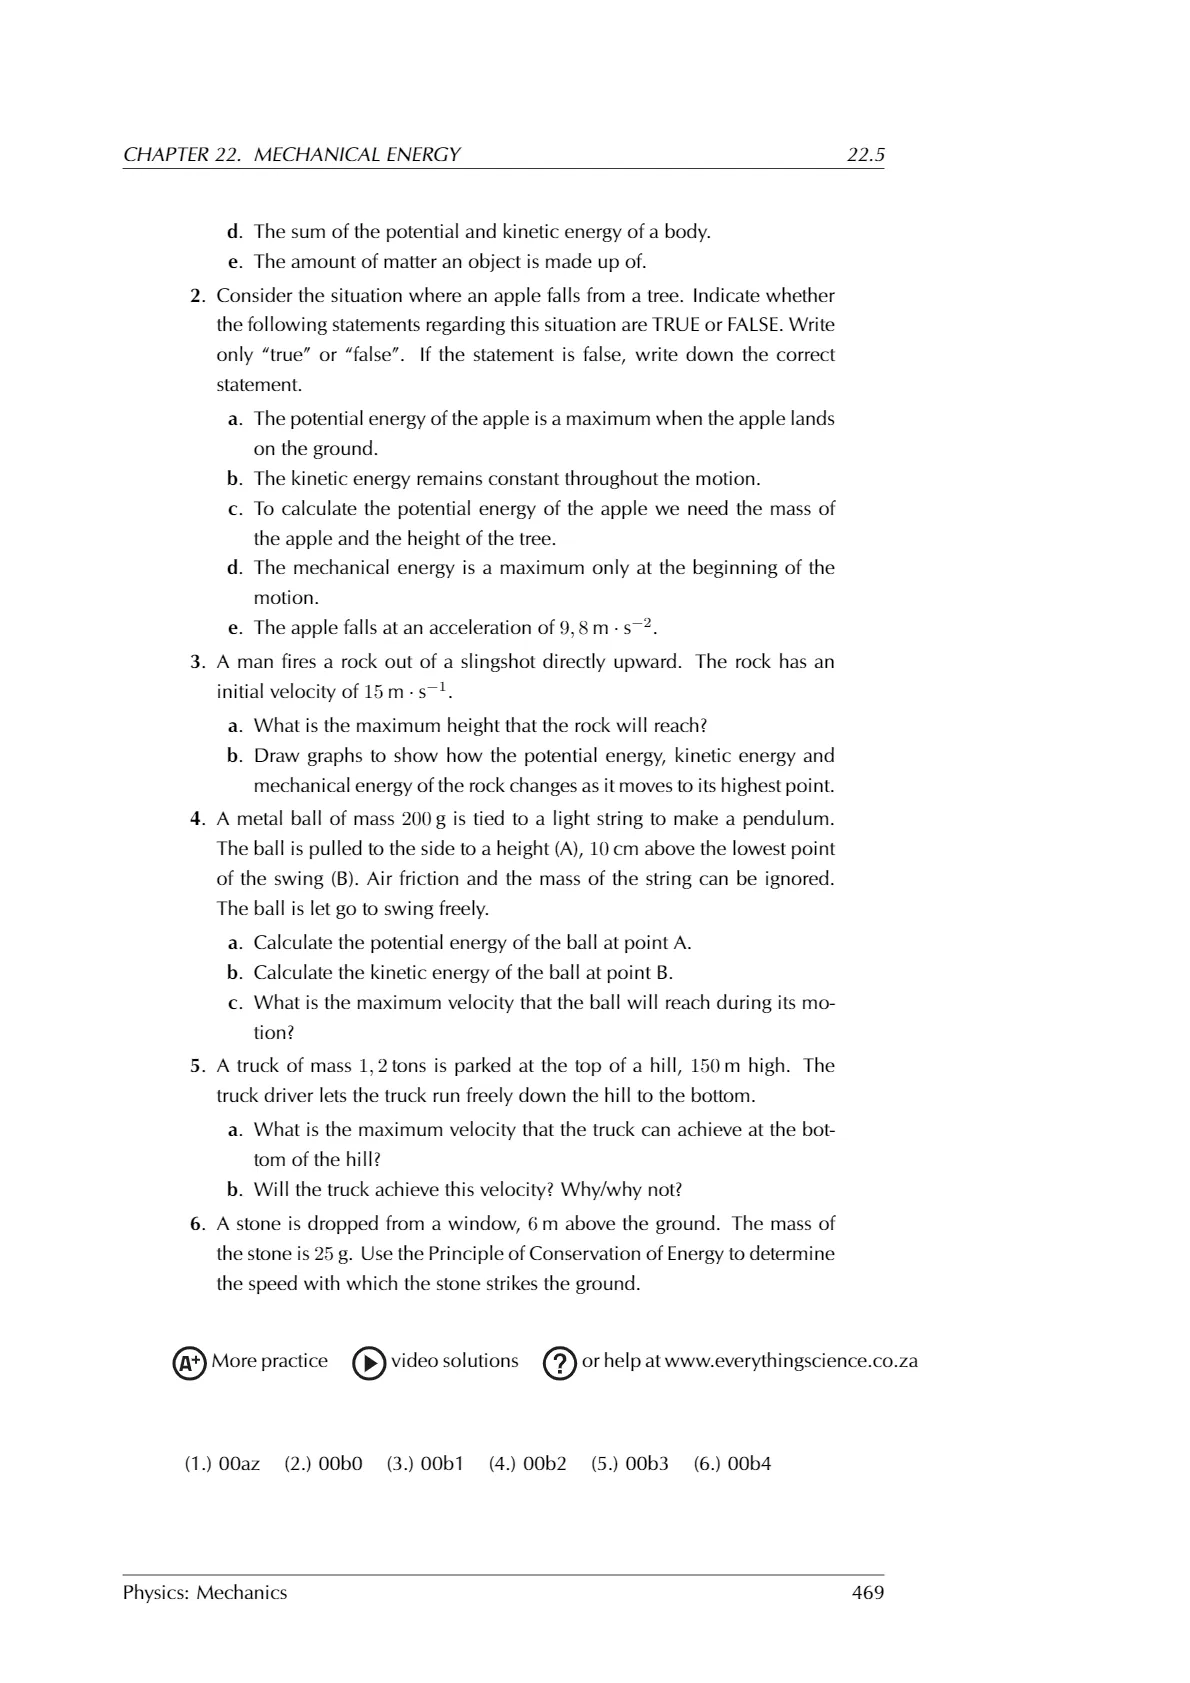 CHAPTER 22. MECHANICAL ENERGY 22.5
d. The sum of the potential and kinetic energy of a body.
e. The amount of matter an object is made up of.
2. Consider the situation where an apple falls from a tree. Indicate whether
the following statements regarding this situation are TRUE or FALSE. Write
only “true” or “false”. If the statement is false, write down the correct
statement.
a. The potential energy of the apple is a maximum when the apple lands
on the ground.
b. The kinetic energy remains constant throughout the motion.
c. To calculate the potential energy of the apple we need the mass of
the apple and the height of the tree.
d. The mechanical energy is a maximum only at the beginning of the
motion.
e. The apple falls at an acceleration of 9, 8 m · s⁻².
3. A man fires a rock out of a slingshot directly upward. The rock has an
initial velocity of 15 m · s⁻¹.
a. What is the maximum height that the rock will reach?
b. Draw graphs to show how the potential energy, kinetic energy and
mechanical energy of the rock changes as it moves to its highest point.
4. A metal ball of mass 200 g is tied to a light string to make a pendulum.
The ball is pulled to the side to a height (A), 10 cm above the lowest point
of the swing (B). Air friction and the mass of the string can be ignored.
The ball is let go to swing freely.
a. Calculate the potential energy of the ball at point A.
b. Calculate the kinetic energy of the ball at point B.
c. What is the maximum velocity that the ball will reach during its mo-
tion?
5. A truck of mass 1, 2 tons is parked at the top of a hill, 150 m high. The
truck driver lets the truck run freely down the hill to the bottom.
a. What is the maximum velocity that the truck can achieve at the bot-
tom of the hill?
b. Will the truck achieve this velocity? Why/why not?
6. A stone is dropped from a window, 6 m above the ground. The mass of
the stone is 25 g. Use the Principle of Conservation of Energy to determine
the speed with which the stone strikes the ground.
A+ More practice video solutions ? or help at www.everythingscience.co.za
(1.) 00az (2.) 00b0 (3.) 00b1 (4.) 00b2 (5.) 00b3 (6.) 00b4
Physics: Mechanics 469